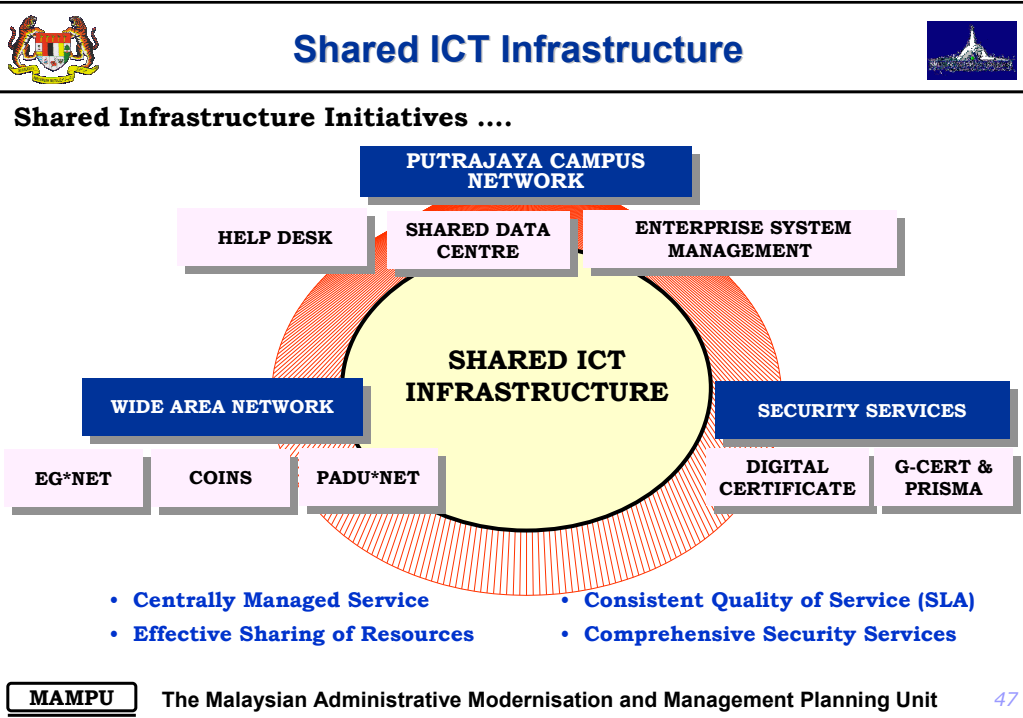 Shared ICT Infrastructure
Shared Infrastructure Initiatives ....
PUTRAJAYA CAMPUS
NETWORK
HELP DESK
SHARED DATA
CENTRE
ENTERPRISE SYSTEM
MANAGEMENT
SHARED ICT
INFRASTRUCTURE
WIDE AREA NETWORK
SECURITY SERVICES
EG*NET
COINS
PADU*NET
DIGITAL
CERTIFICATE
G-CERT &
PRISMA
• Centrally Managed Service
• Effective Sharing of Resources
• Consistent Quality of Service (SLA)
• Comprehensive Security Services
MAMPU
The Malaysian Administrative Modernisation and Management Planning Unit
47